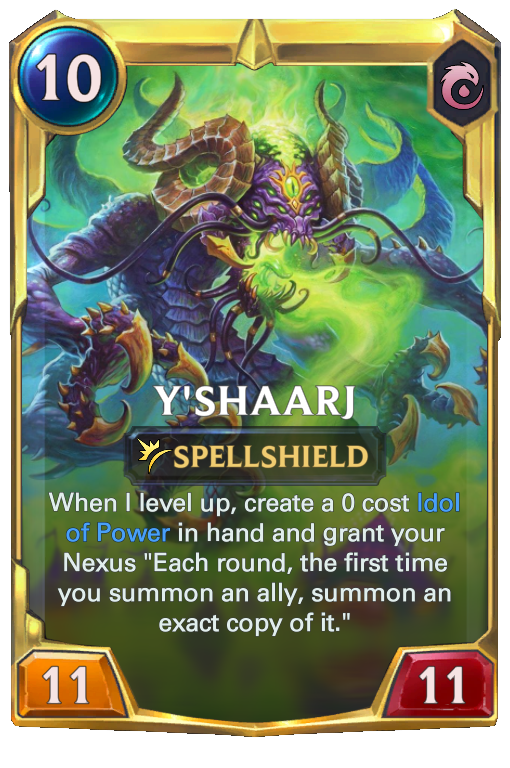 10
Y'SHAARJ
SPELLSHIELD
When I level up, create a 0 cost Idol
of Power in hand and grant your
Nexus "Each round, the first time
you summon an ally, summon an
exact copy of it."
11
11